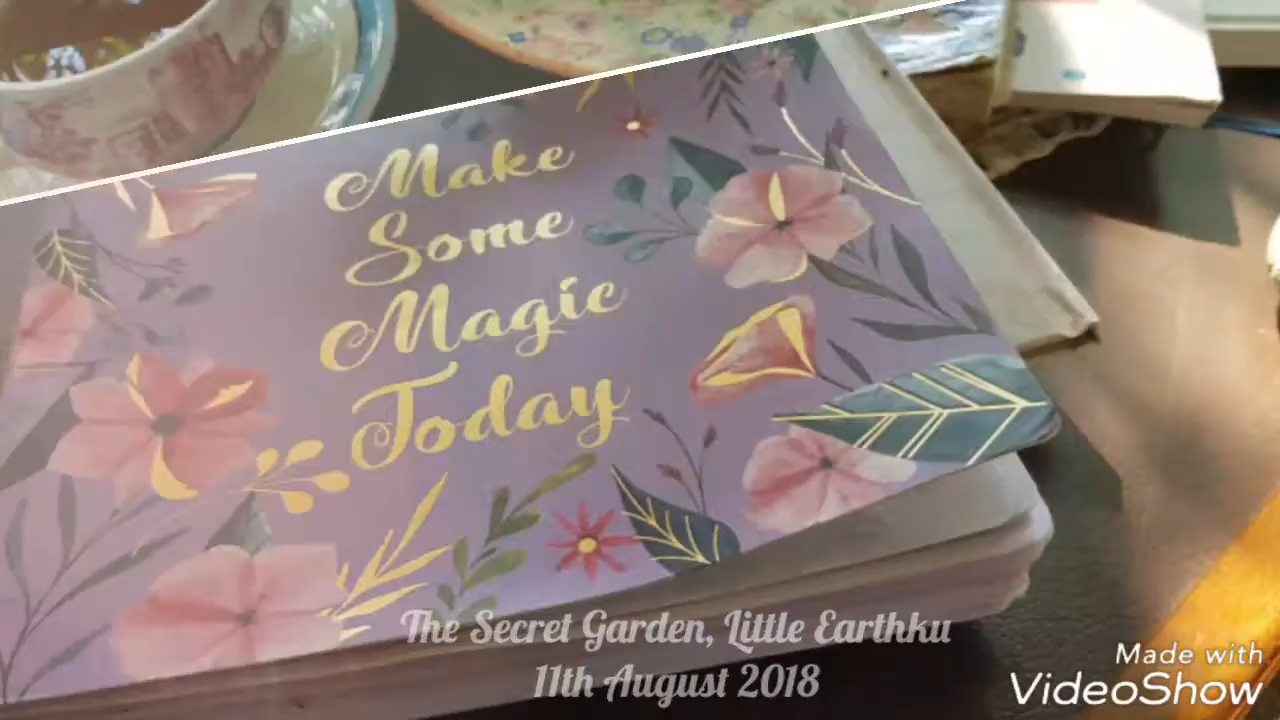 Make
Some
Magic
Today
The Secret Garden, Little Earthku
11th August 2018
Made with
VideoShow